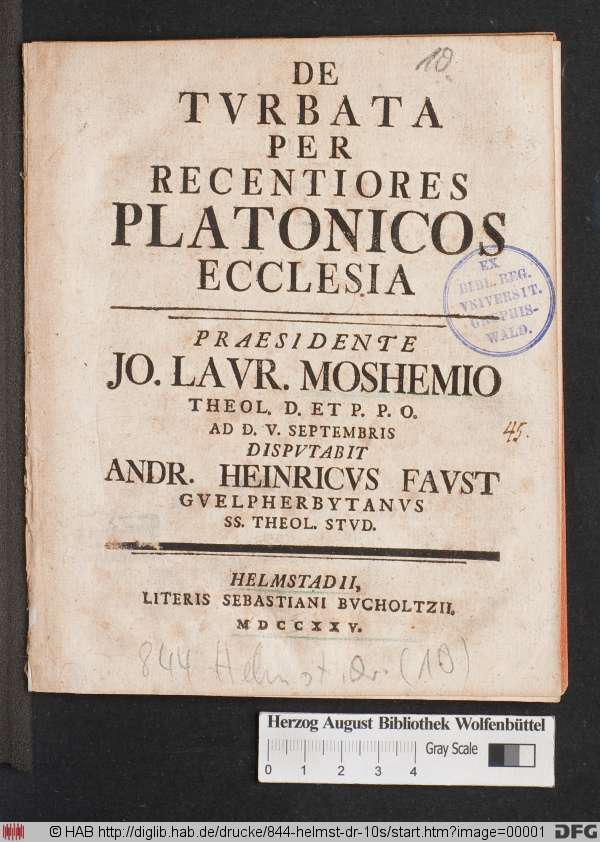 10
DE
TVRBATA
PER
RECENTIORES
PLATONICOS
ECCLESIA
EX
BIBL. REG.
VNIVERSIT.
GRYPHIS-
WALD.
PRAESIDENTE
JO. LAVR. MOSHEMIO
THEOL. D. ET P. P. O.
AD D. V. SEPTEMBRIS
DISPVTABIT
45.
ANDR. HEINRICVS FAVST
GVELPHERBYTANVS
SS. THEOL. STVD.
HELMSTADII,
LITERIS SEBASTIANI BVCHOLTZII.
MDCCXXV.
844 Helmst. Dr. (10)
Herzog August Bibliothek Wolfenbüttel
0 1 2 3 4 Gray Scale
© HAB http://diglib.hab.de/drucke/844-helmst-dr-10s/start.htm?image=00001 DFG